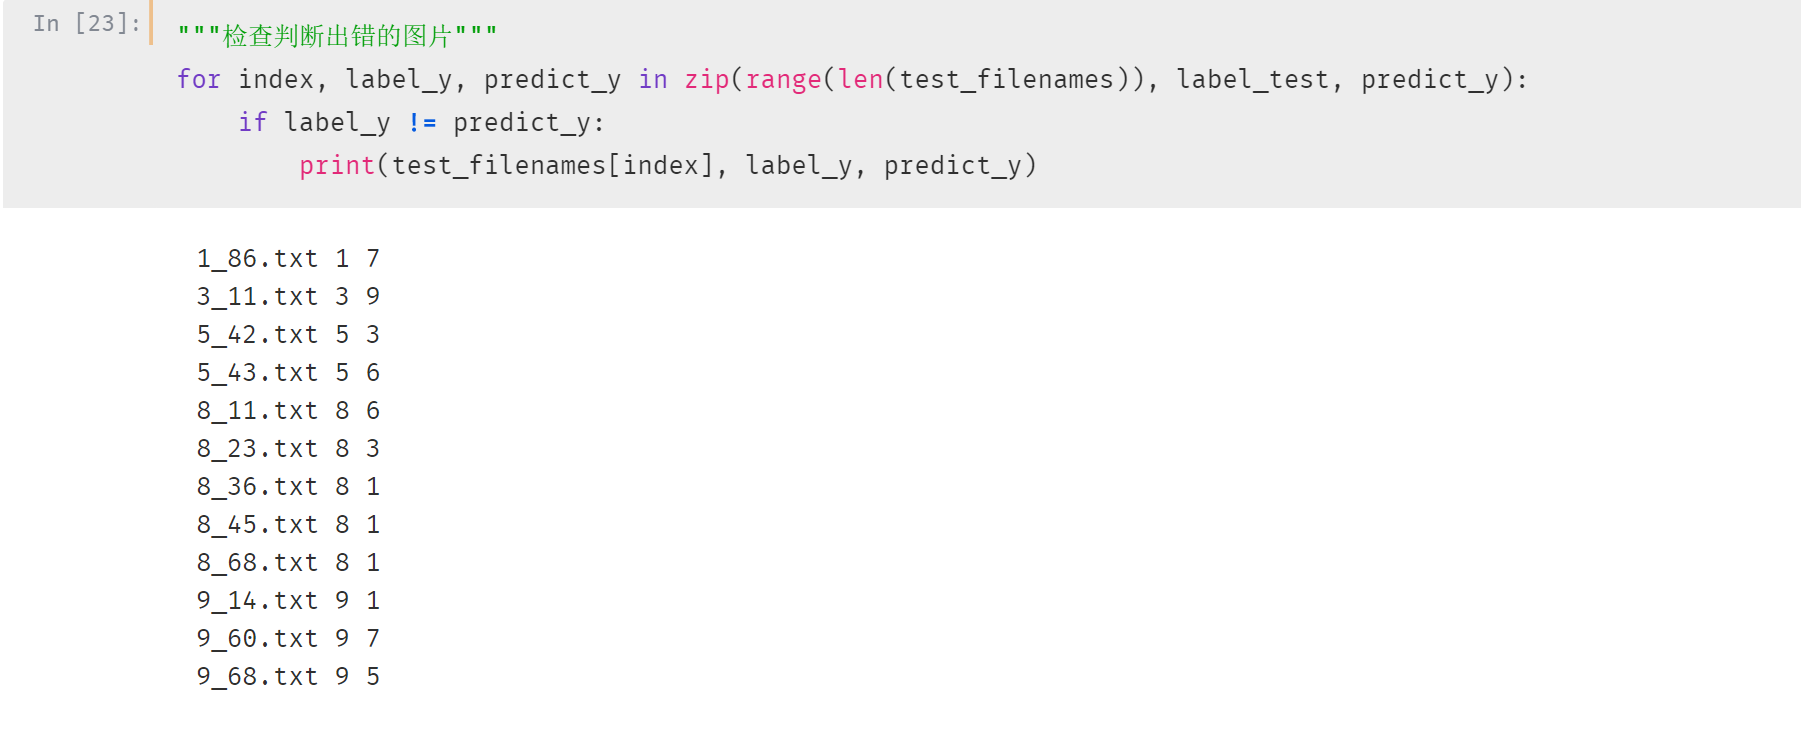 In [23]:
"""检查判断出错的图片"""
for index, label_y, predict_y in zip(range(len(test_filenames)), label_test, predict_y):
    if label_y != predict_y:
        print(test_filenames[index], label_y, predict_y)
1_86.txt 1 7
3_11.txt 3 9
5_42.txt 5 3
5_43.txt 5 6
8_11.txt 8 6
8_23.txt 8 3
8_36.txt 8 1
8_45.txt 8 1
8_68.txt 8 1
9_14.txt 9 1
9_60.txt 9 7
9_68.txt 9 5